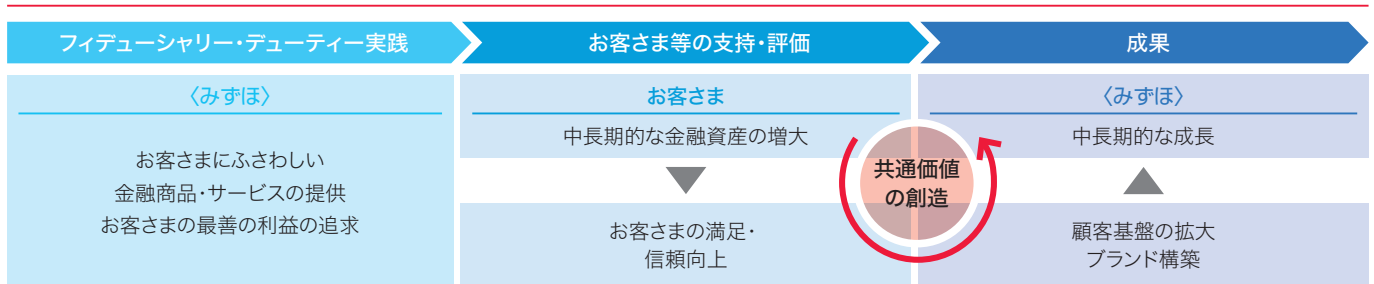 フィデューシャリー・デューティー実践
お客さま等の支持・評価
成果
〈みずほ〉
お客さまにふさわしい
金融商品・サービスの提供
お客さまの最善の利益の追求
お客さま
中長期的な金融資産の増大
お客さまの満足・
信頼向上
共通価値
の創造
〈みずほ〉
中長期的な成長
顧客基盤の拡大
ブランド構築